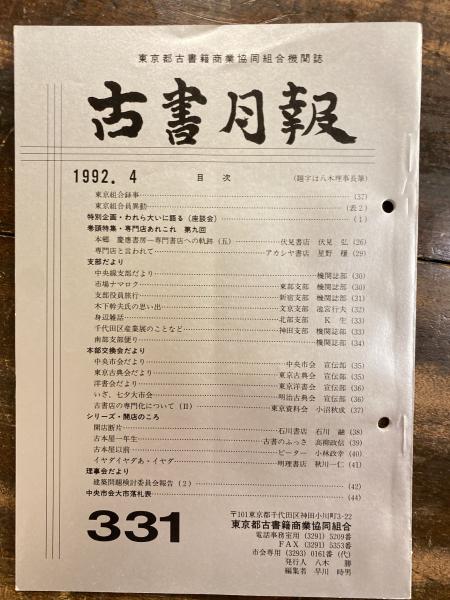 東京都古書籍商業協同組合機関誌
古書月報
1992. 4 目次 (題字は八木理事長筆)
東京組合録事 (37)
東京組合員異動 (表2)
特別企画・われら大いに語る(座談会) (1)
巻頭特集・専門店あれこれ 第九回
本郷 慶應書房―専門書店への軌跡(五) 伏見書店 伏見 弘 (26)
専門店と言われて アカシヤ書店 星野 穣 (29)
支部だより
中央線支部だより 機関誌部 (30)
市場ナマロク 東部支部 機関誌部 (30)
支部役員旅行 新宿支部 機関誌部 (31)
木下幹夫氏の思い出 文京支部 池宮行夫 (32)
身辺雑話 北部支部 K 生 (33)
千代田区産業展のことなど 神田支部 機関誌部 (33)
南部支部便り 機関誌部 (34)
本部交換会だより
中央市会だより 中央市会 宣伝部 (35)
東京古典会だより 東京古典会 宣伝部 (35)
洋書会だより 東京洋書会 宣伝部 (36)
いざ、七夕大市会 明治古典会 宣伝部 (36)
古書店の専門化について(II) 東京資料会 小沼秋成 (37)
シリーズ・開店のころ
開店断片 石川書店 石川 融 (38)
古本屋一年生 古書のふっさ 高柳政信 (39)
古本屋以前 ビーター 小林政幸 (40)
イヤダイヤダあ・イヤダ 明理書店 秋川一仁 (41)
理事会だより
建築問題検討委員会報告(2) (42)
中央市会大市落札表 (44)
331
〒101東京都千代田区神田小川町3-22
東京都古書籍商業協同組合
電話事務室用 (3291) 5209番
FAX (3291) 5353番
市会専用 (3293) 0161番(代)
発行人 八木 勝
編集者 早川 時男